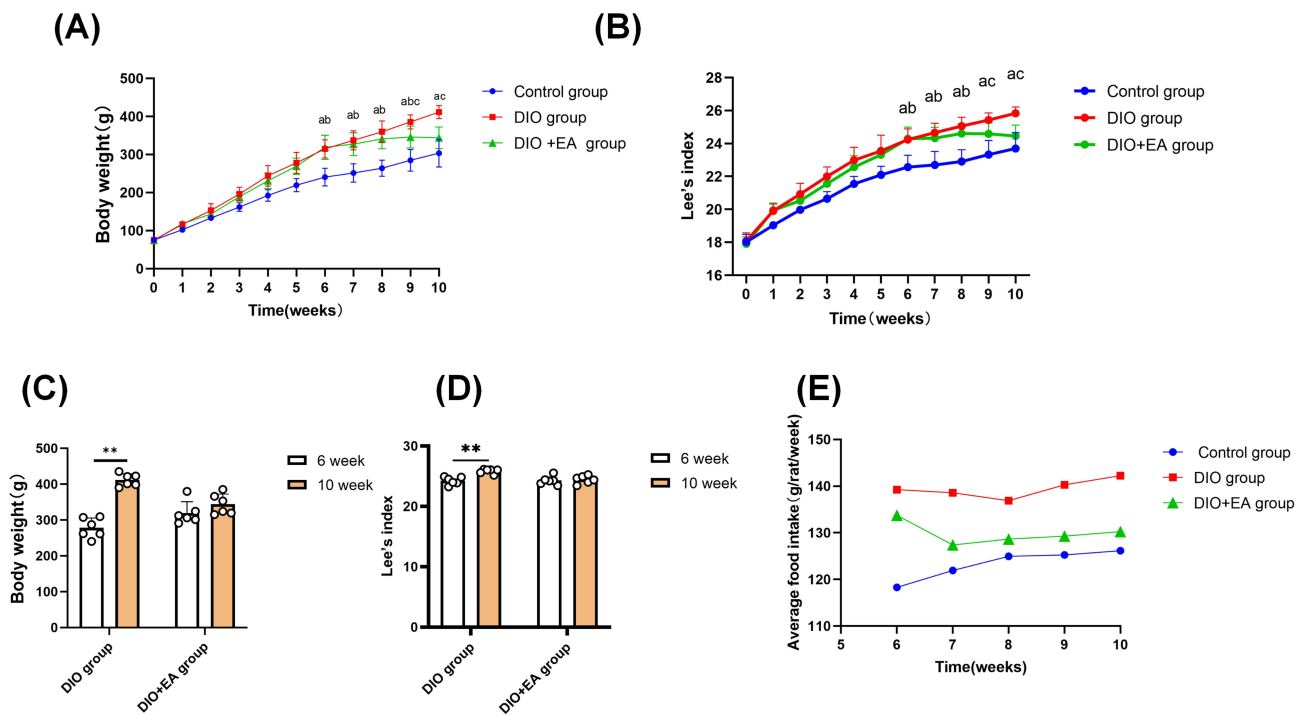 (A)
Body weight(g)
500
400
300
200
100
0
ab
ab
ab
abc
ac
0 1 2 3 4 5 6 7 8 9 10
Time(weeks)
Control group
DIO group
DIO +EA group
(B)
Lee's index
28
26
24
22
20
18
16
ab
ab
ab
ac
ac
0 1 2 3 4 5 6 7 8 9 10
Time(weeks)
Control group
DIO group
DIO+EA group
(C)
Body weight(g)
500
400
300
200
100
0
**
DIO group
DIO+EA group
6 week
10 week
(D)
Lee's index
30
20
10
0
**
DIO group
DIO+EA group
6 week
10 week
(E)
Average food intake(g/rat/week)
150
140
130
120
110
5 6 7 8 9 10
Time(weeks)
Control group
DIO group
DIO+EA group